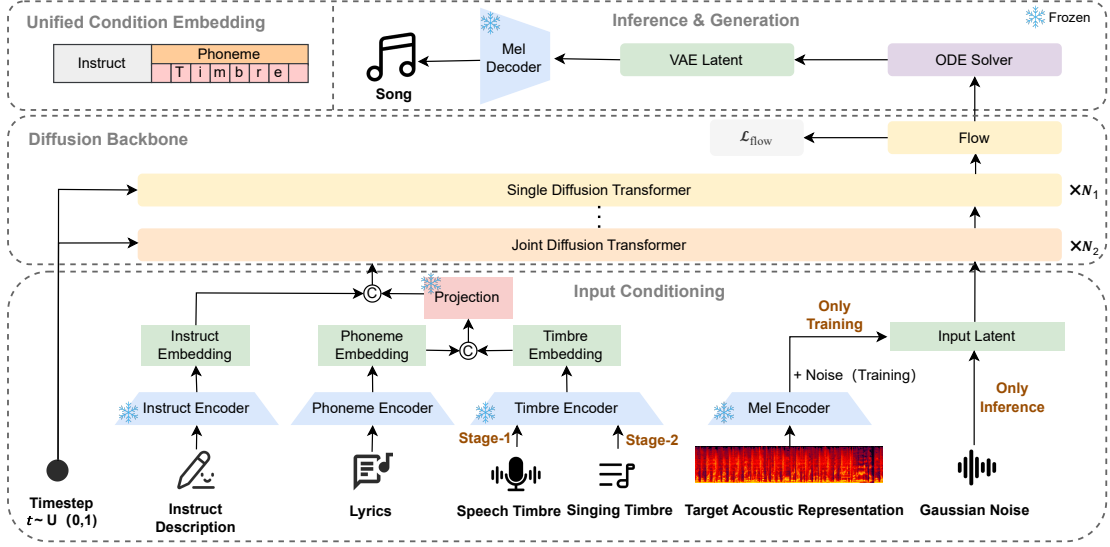 Unified Condition Embedding
Instruct
Phoneme
T i m b r e
Inference & Generation
Frozen
Song
Mel
Decoder
VAE Latent
ODE Solver
Diffusion Backbone
ℒflow
Flow
Single Diffusion Transformer
×N1
Joint Diffusion Transformer
×N2
Input Conditioning
C
Projection
Instruct
Embedding
Phoneme
Embedding
C
Timbre
Embedding
Only
Training
Input Latent
+ Noise (Training)
Only
Inference
Instruct Encoder
Phoneme Encoder
Timbre Encoder
Mel Encoder
Stage-1
Stage-2
Timestep
t ~ U (0,1)
Instruct
Description
Lyrics
Speech Timbre
Singing Timbre
Target Acoustic Representation
Gaussian Noise